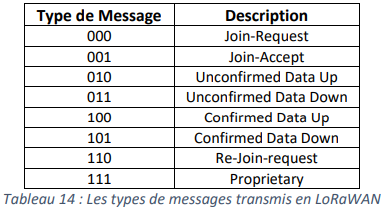 Type de Message Description
000 Join-Request
001 Join-Accept
010 Unconfirmed Data Up
011 Unconfirmed Data Down
100 Confirmed Data Up
101 Confirmed Data Down
110 Re-Join-request
111 Proprietary
Tableau 14 : Les types de messages transmis en LoRaWAN